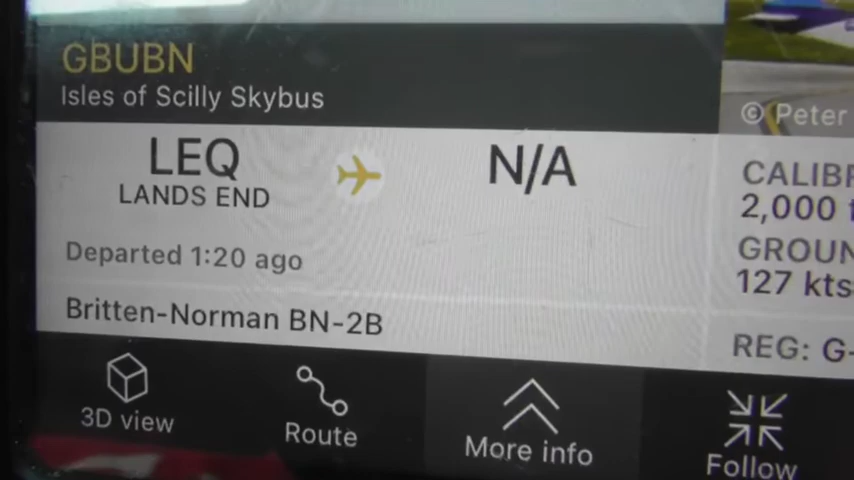 GBUBN
Isles of Scilly Skybus
© Peter
LEQ
LANDS END
N/A
Departed 1:20 ago
Britten-Norman BN-2B
CALIBR
2,000
GROUN
127 kts
REG: G-
3D view
Route
More info
Follow